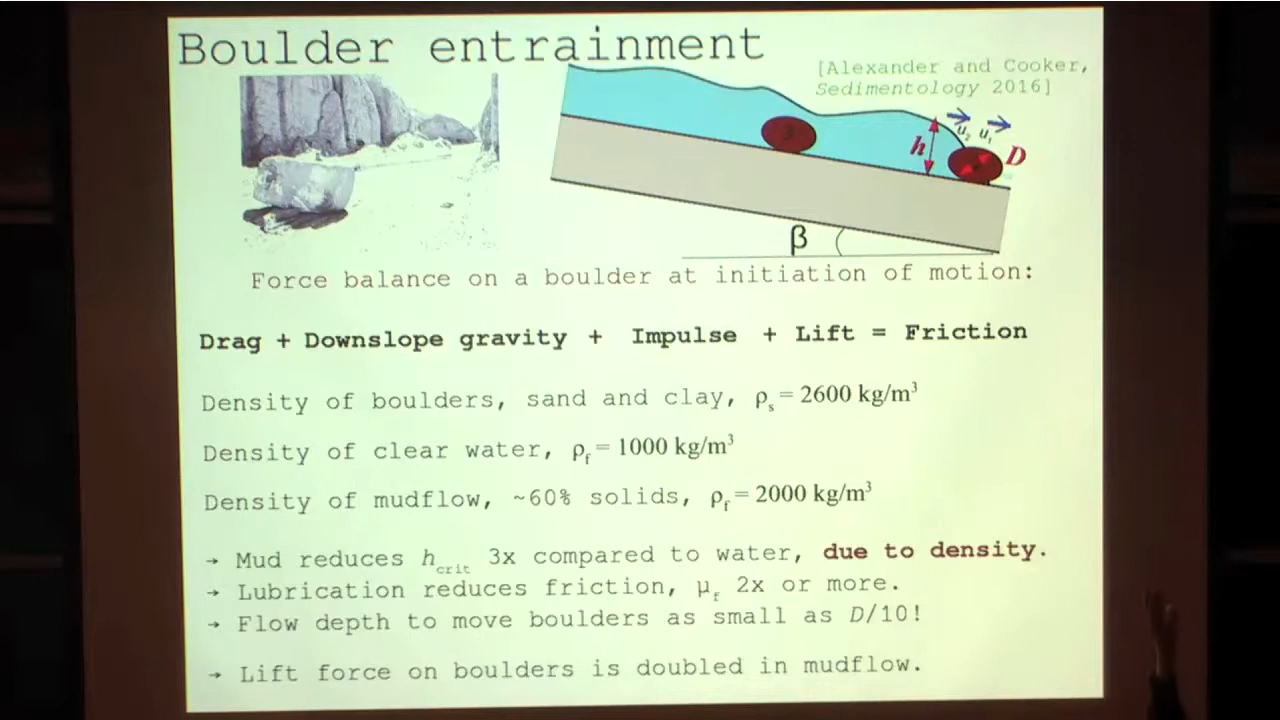 Boulder entrainment
[Alexander and Cooker,
Sedimentology 2016]
u₂ u₁
h
D
β
Force balance on a boulder at initiation of motion:
Drag + Downslope gravity + Impulse + Lift = Friction
Density of boulders, sand and clay, ρₛ = 2600 kg/m³
Density of clear water, ρf = 1000 kg/m³
Density of mudflow, ~60% solids, ρf = 2000 kg/m³
→ Mud reduces hcrit 3x compared to water, due to density.
→ Lubrication reduces friction, μf 2x or more.
→ Flow depth to move boulders as small as D/10!
→ Lift force on boulders is doubled in mudflow.